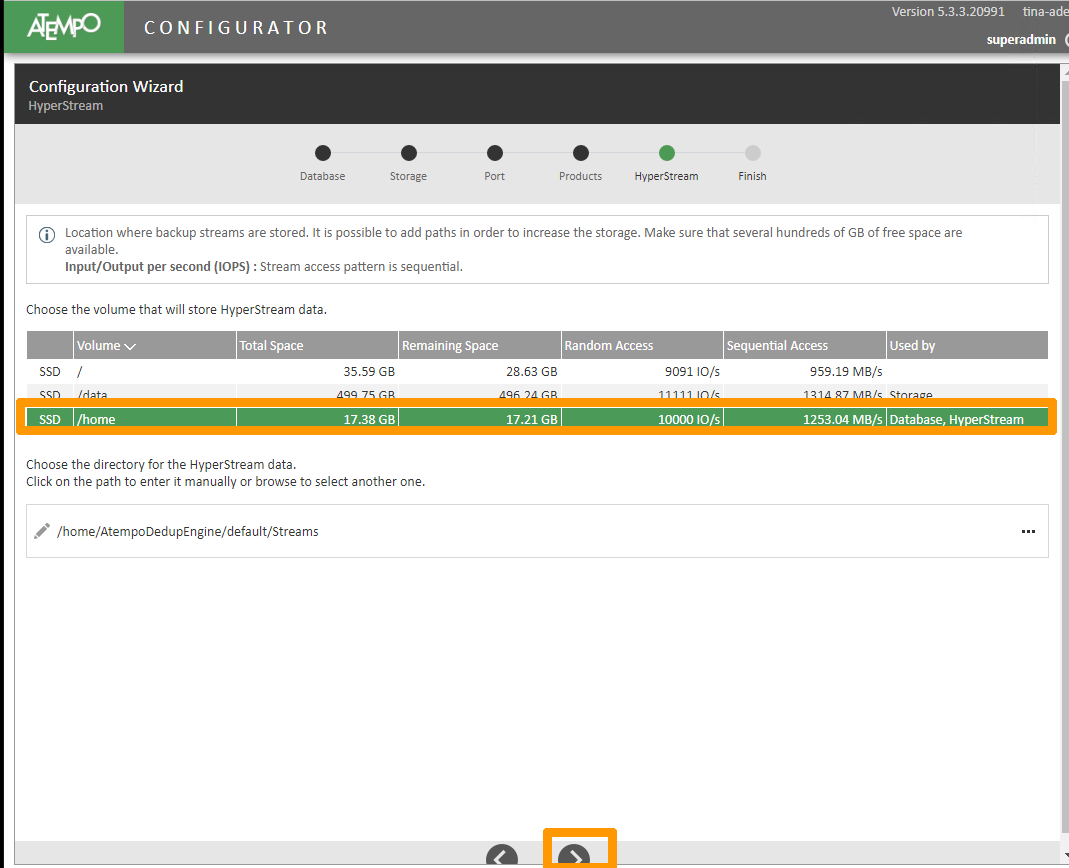 ATEMPO
CONFIGURATOR
Version 5.3.3.20991 tina-ade
superadmin
Configuration Wizard
HyperStream
Database Storage Port Products HyperStream Finish
Location where backup streams are stored. It is possible to add paths in order to increase the storage. Make sure that several hundreds of GB of free space are
available.
Input/Output per second (IOPS) : Stream access pattern is sequential.
Choose the volume that will store HyperStream data.
Volume Total Space Remaining Space Random Access Sequential Access Used by
SSD / 35.59 GB 28.63 GB 9091 IO/s 959.19 MB/s
SSD /data 499.75 GB 496.24 GB 11111 IO/s 1314.87 MB/s Storage
SSD /home 17.38 GB 17.21 GB 10000 IO/s 1253.04 MB/s Database, HyperStream
Choose the directory for the HyperStream data.
Click on the path to enter it manually or browse to select another one.
/home/AtempoDedupEngine/default/Streams